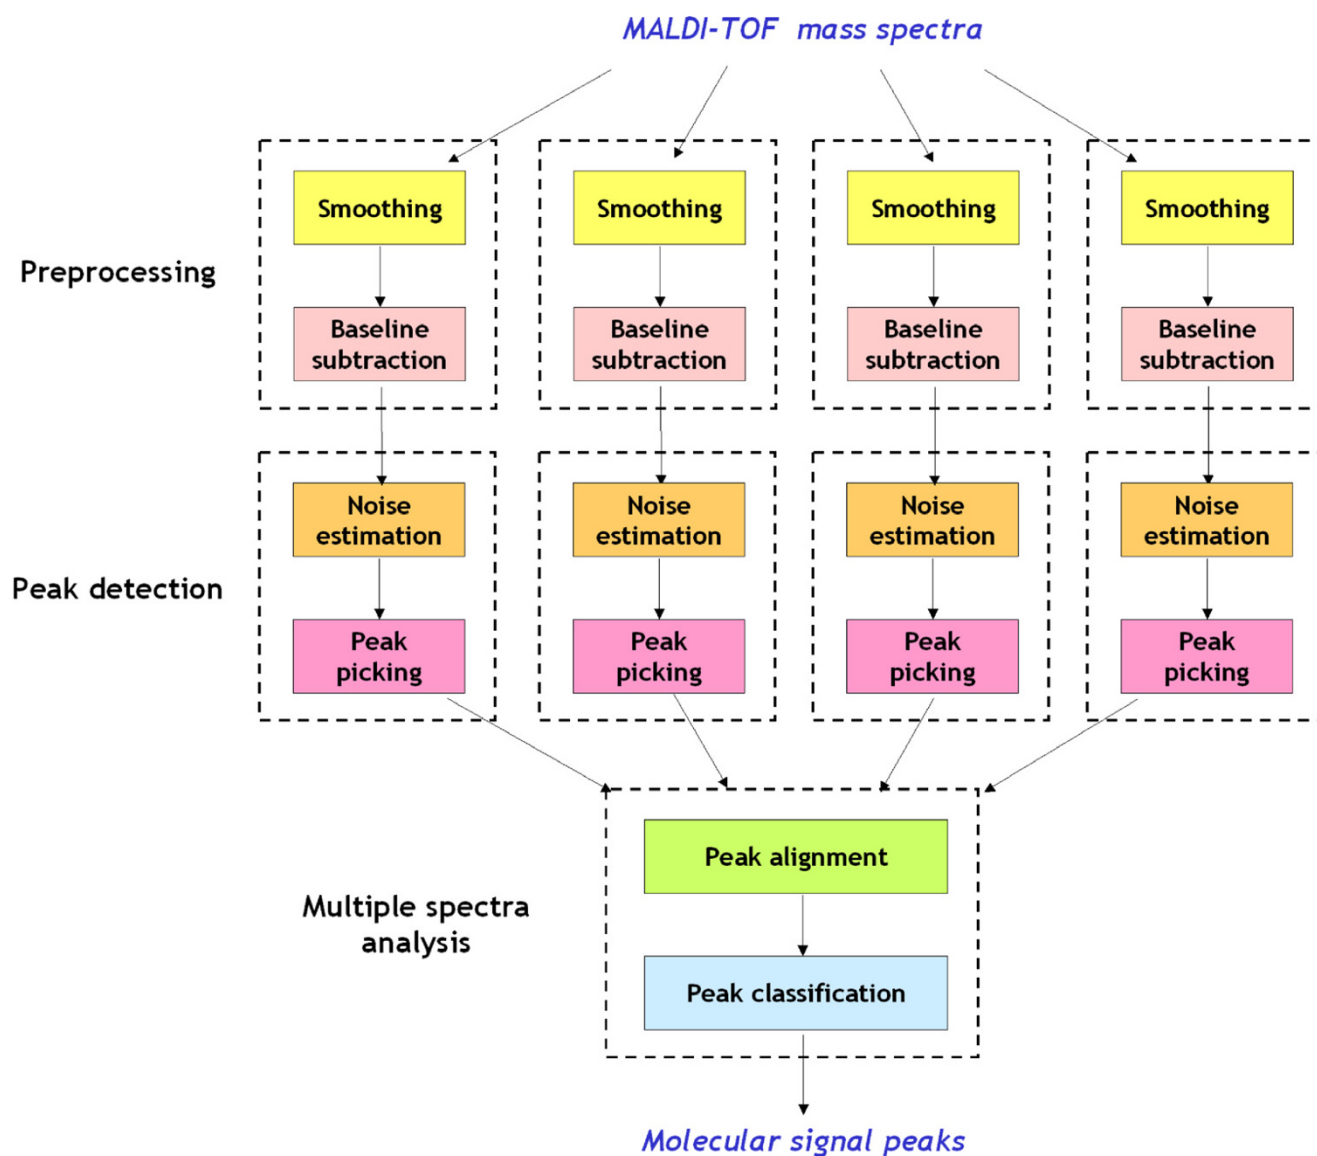 MALDI-TOF mass spectra
Smoothing
Smoothing
Smoothing
Smoothing
Preprocessing
Baseline
subtraction
Baseline
subtraction
Baseline
subtraction
Baseline
subtraction
Noise
estimation
Noise
estimation
Noise
estimation
Noise
estimation
Peak detection
Peak
picking
Peak
picking
Peak
picking
Peak
picking
Peak alignment
Multiple spectra
analysis
Peak classification
Molecular signal peaks